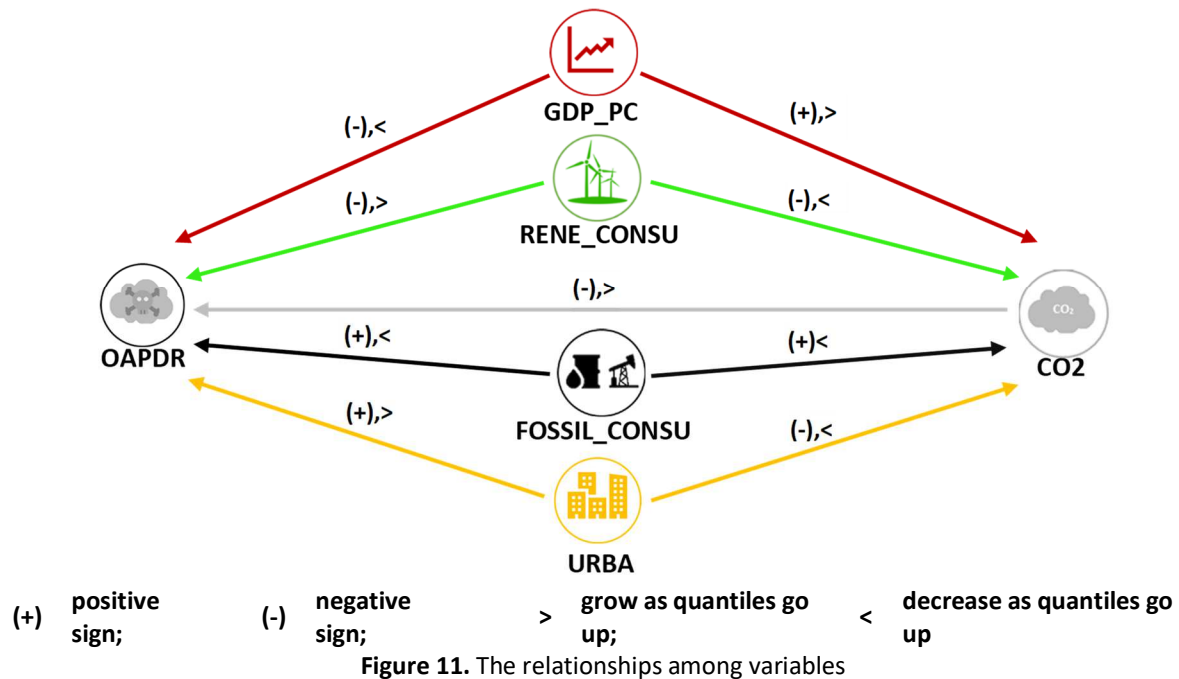 GDP_PC
(-),<
(+),>
RENE_CONSU
(-),>
(-),<
(-),>
CO₂
OAPDR
(+),<
(+)<
CO2
FOSSIL_CONSU
(+),>
(-),<
URBA
(+) positive sign; (-) negative sign; > grow as quantiles go up; < decrease as quantiles go up
Figure 11. The relationships among variables